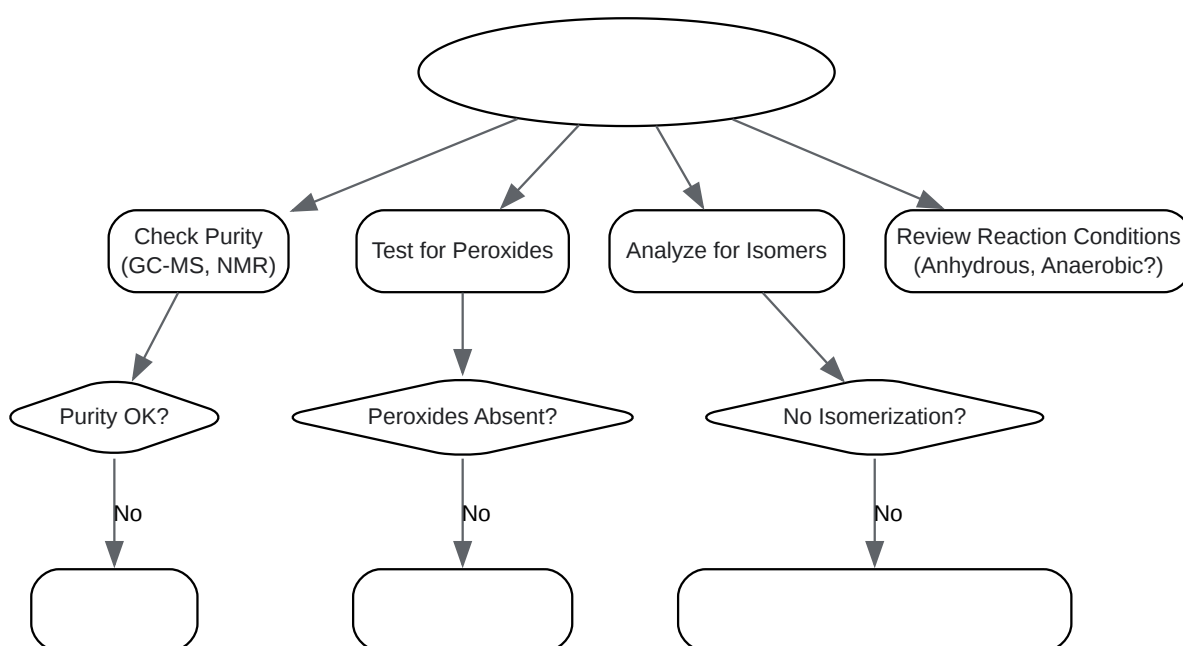 Check Purity
(GC-MS, NMR)
Test for Peroxides
Analyze for Isomers
Review Reaction Conditions
(Anhydrous, Anaerobic?)
Purity OK?
Peroxides Absent?
No Isomerization?
No
No
No